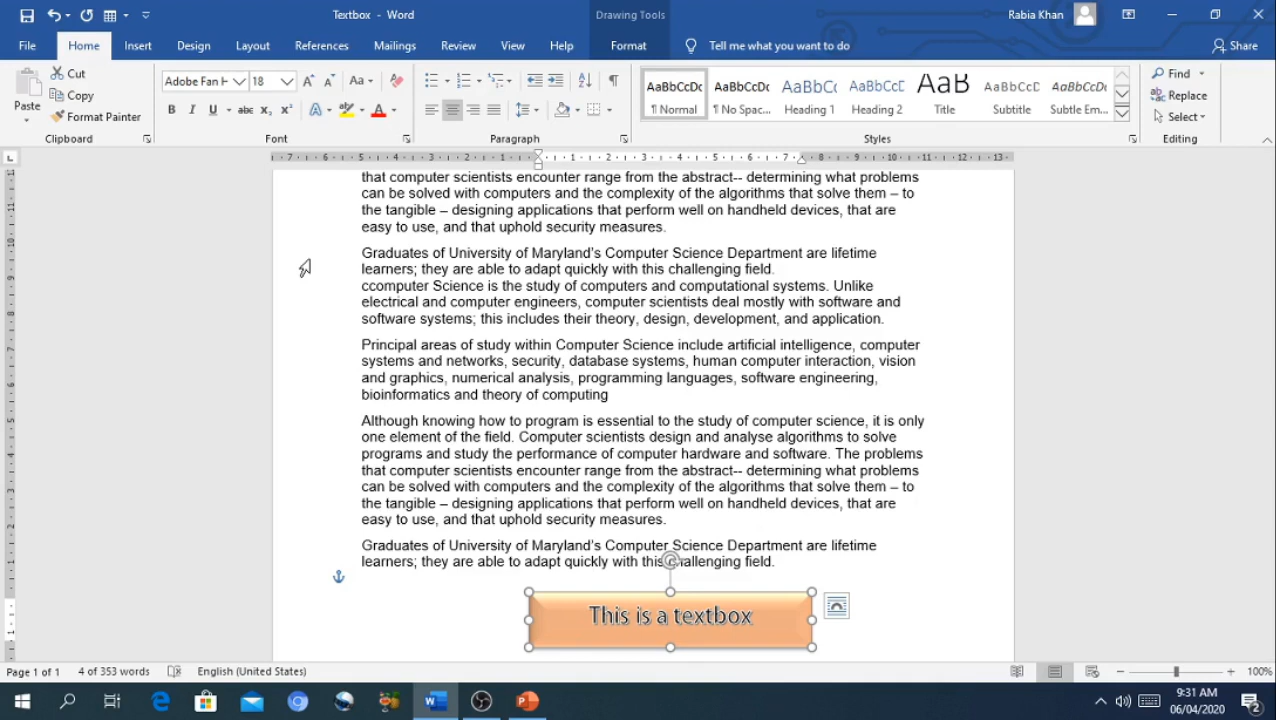 Textbox - Word
Drawing Tools
Rabia Khan
File Home Insert Design Layout References Mailings Review View Help Format Tell me what you want to do Share
Paste
Cut
Copy
Format Painter
Clipboard
Adobe Fan H 18
Font
Paragraph
AaBbCcDc AaBbCcDc AaBbCc AaBbCcD AaB AaBbCcD AaBbCcDc
¶ Normal ¶ No Spac... Heading 1 Heading 2 Title Subtitle Subtle Em...
Styles
Find
Replace
Select
Editing
that computer scientists encounter range from the abstract-- determining what problems
can be solved with computers and the complexity of the algorithms that solve them – to
the tangible – designing applications that perform well on handheld devices, that are
easy to use, and that uphold security measures.
Graduates of University of Maryland’s Computer Science Department are lifetime
learners; they are able to adapt quickly with this challenging field.
ccomputer Science is the study of computers and computational systems. Unlike
electrical and computer engineers, computer scientists deal mostly with software and
software systems; this includes their theory, design, development, and application.
Principal areas of study within Computer Science include artificial intelligence, computer
systems and networks, security, database systems, human computer interaction, vision
and graphics, numerical analysis, programming languages, software engineering,
bioinformatics and theory of computing
Although knowing how to program is essential to the study of computer science, it is only
one element of the field. Computer scientists design and analyse algorithms to solve
programs and study the performance of computer hardware and software. The problems
that computer scientists encounter range from the abstract-- determining what problems
can be solved with computers and the complexity of the algorithms that solve them – to
the tangible – designing applications that perform well on handheld devices, that are
easy to use, and that uphold security measures.
Graduates of University of Maryland’s Computer Science Department are lifetime
learners; they are able to adapt quickly with this challenging field.
This is a textbox
Page 1 of 1 4 of 353 words English (United States) 100%
9:31 AM
06/04/2020